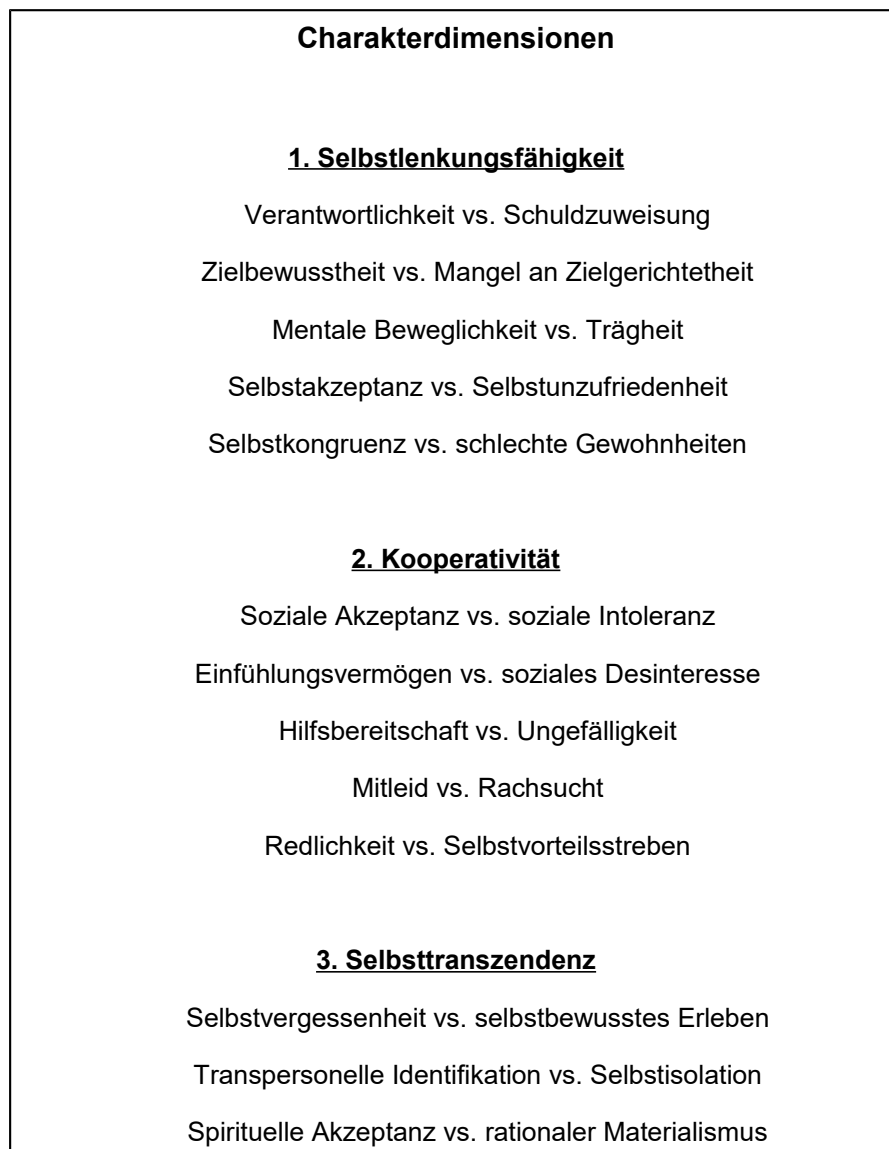 Charakterdimensionen
1. Selbstlenkungsfähigkeit
Verantwortlichkeit vs. Schuldzuweisung
Zielbewusstheit vs. Mangel an Zielgerichtetheit
Mentale Beweglichkeit vs. Trägheit
Selbstakzeptanz vs. Selbstunzufriedenheit
Selbstkongruenz vs. schlechte Gewohnheiten
2. Kooperativität
Soziale Akzeptanz vs. soziale Intoleranz
Einfühlungsvermögen vs. soziales Desinteresse
Hilfsbereitschaft vs. Ungefälligkeit
Mitleid vs. Rachsucht
Redlichkeit vs. Selbstvorteilsstreben
3. Selbsttranszendenz
Selbstvergessenheit vs. selbstbewusstes Erleben
Transpersonelle Identifikation vs. Selbstisolation
Spirituelle Akzeptanz vs. rationaler Materialismus